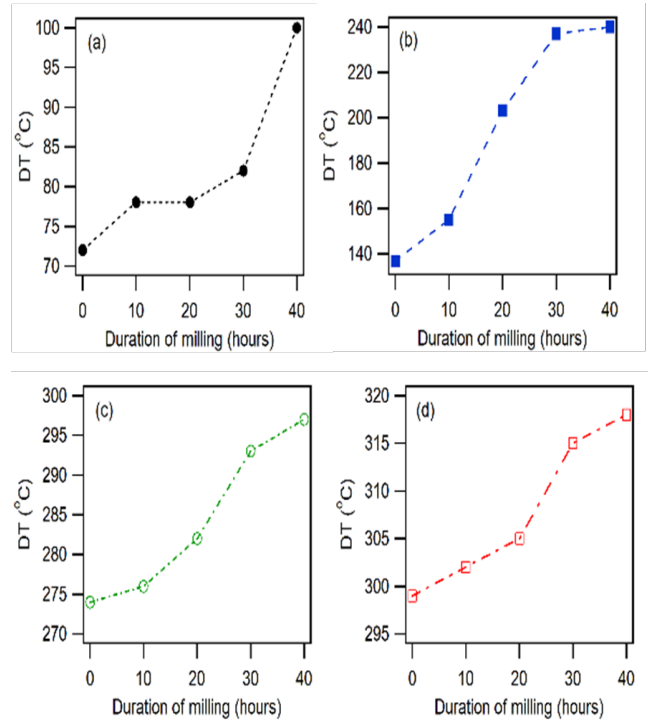 (a)
DT (°C)
100
95
90
85
80
75
70
0 10 20 30 40
Duration of milling (hours)
(b)
DT (°C)
240
220
200
180
160
140
0 10 20 30 40
Duration of milling (hours)
(c)
DT (°C)
300
295
290
285
280
275
270
0 10 20 30 40
Duration of milling (hours)
(d)
DT (°C)
320
315
310
305
300
295
0 10 20 30 40
Duration of milling (hours)